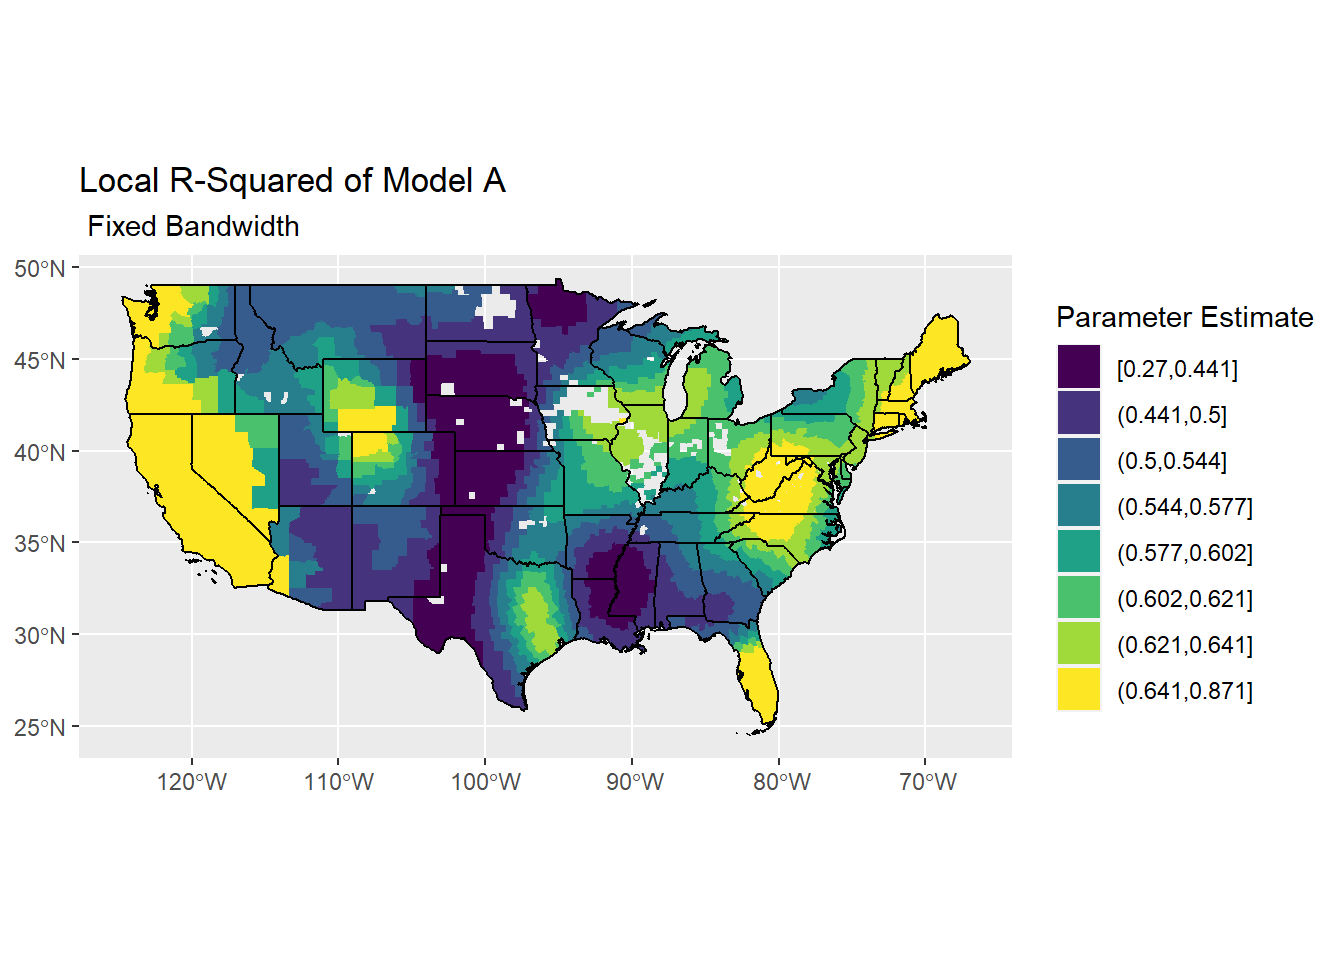 Local R-Squared of Model A
Fixed Bandwidth
50°N
45°N
40°N
35°N
30°N
25°N
120°W 110°W 100°W 90°W 80°W 70°W
Parameter Estimate
[0.27,0.441]
(0.441,0.5]
(0.5,0.544]
(0.544,0.577]
(0.577,0.602]
(0.602,0.621]
(0.621,0.641]
(0.641,0.871]